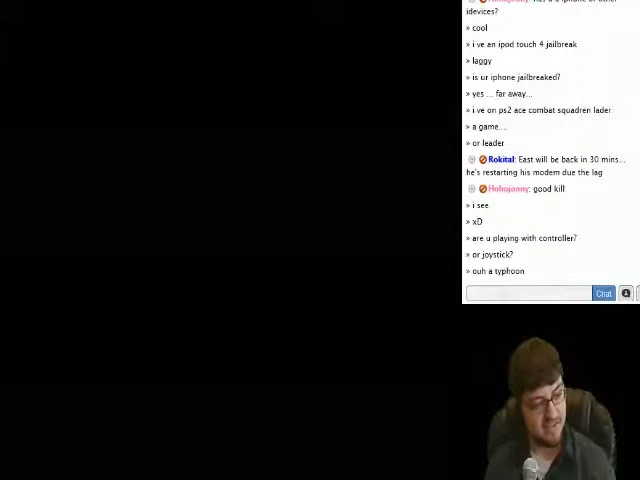 idevices?
» cool
» i ve an ipod touch 4 jailbreak
» laggy
» is ur iphone jailbreaked?
» yes ... far away...
» i ve on ps2 ace combat squadren lader
» a game....
» or leader
Rokital: East will be back in 30 mins...
he's restarting his modem due the lag
Hohojonny: good kill
» i see
» xD
» are u playing with controller?
» or joystick?
» ouh a typhoon
Chat